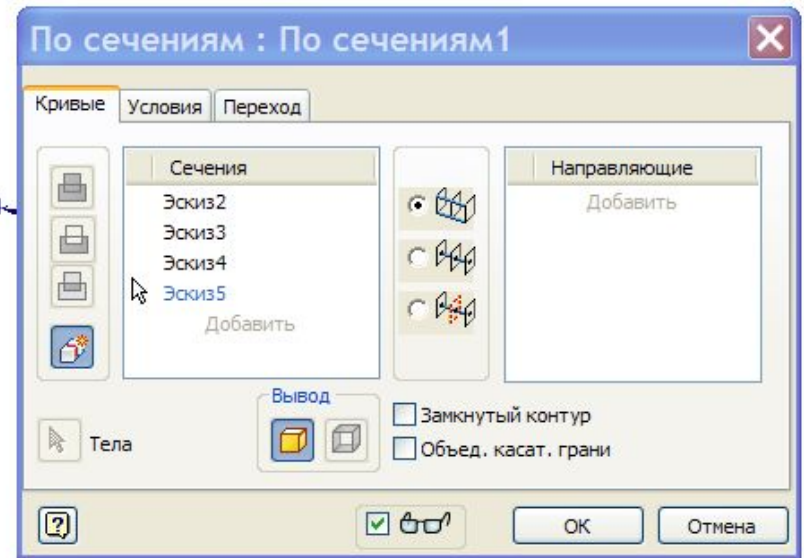 По сечениям : По сечениям1
Кривые Условия Переход
Сечения
Эскиз2
Эскиз3
Эскиз4
Эскиз5
Добавить
Направляющие
Добавить
Тела
Вывод
Замкнутый контур
Объед. касат. грани
OK Отмена